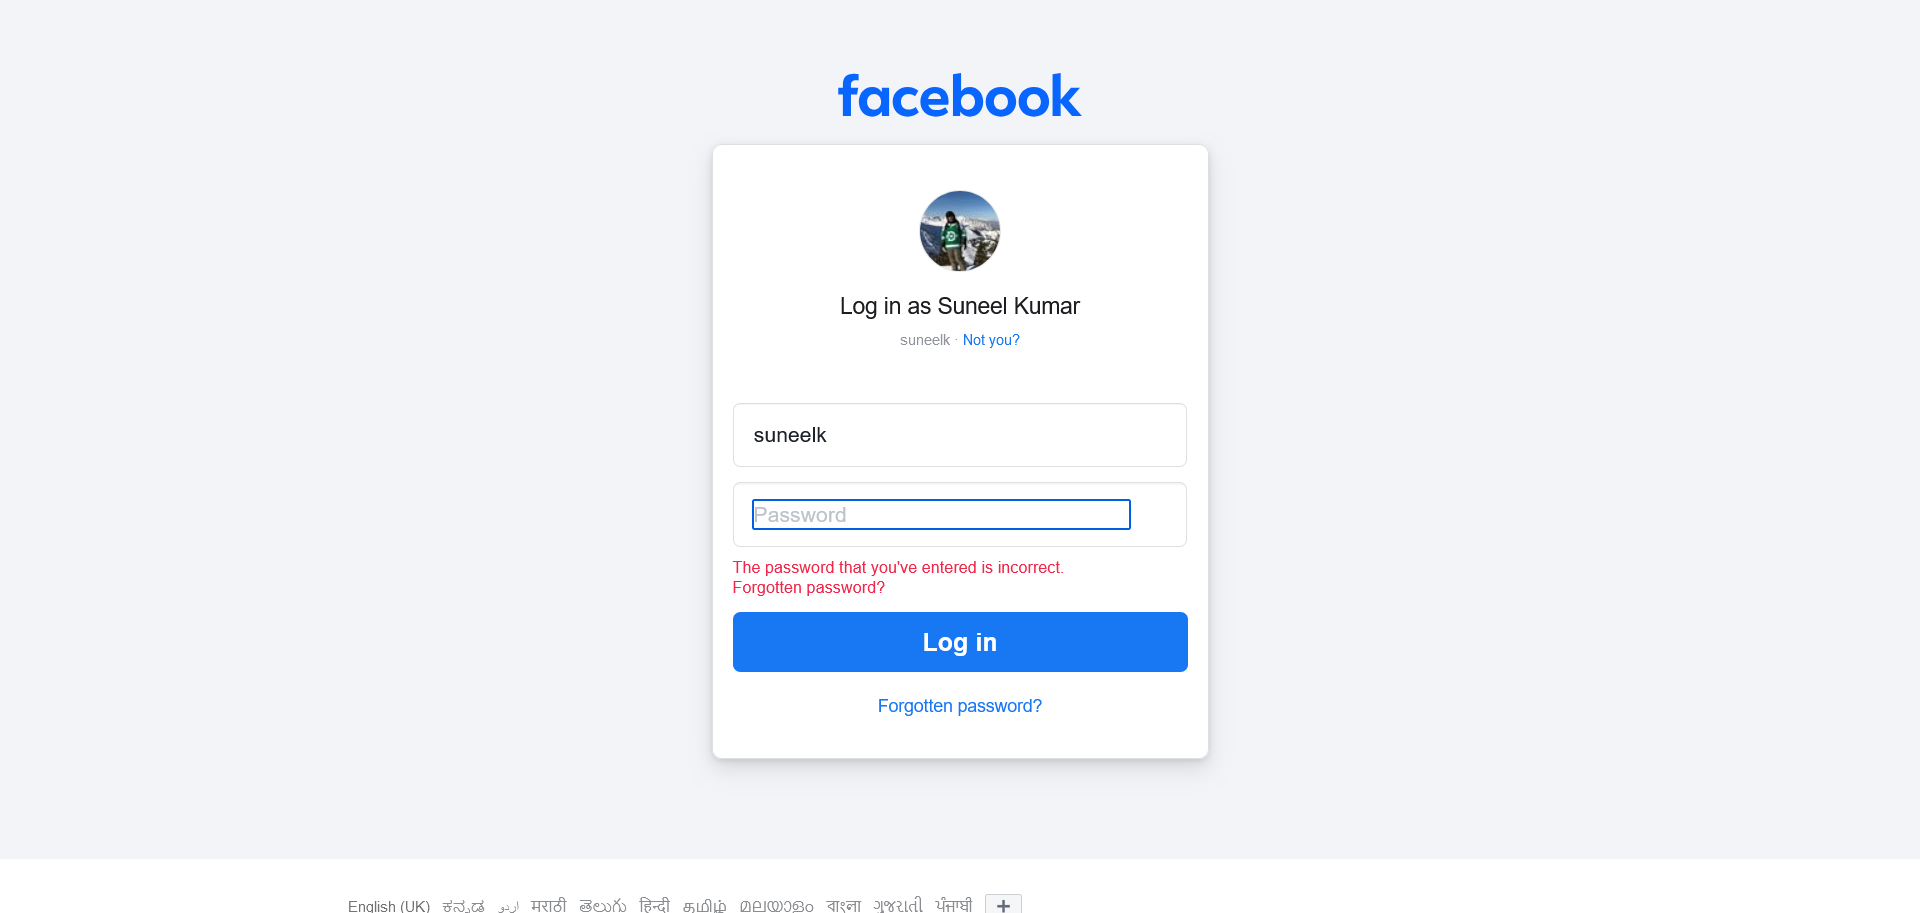 facebook
Log in as Suneel Kumar
suneelk · Not you?
suneelk
Password
The password that you've entered is incorrect.
Forgotten password?
Log in
Forgotten password?
English (UK) ಕನ್ನಡ اردو मराठी తెలుగు हिन्दी தமிழ் മലയാളം বাংলা ગુજરાતી ਪੰਜਾਬੀ +